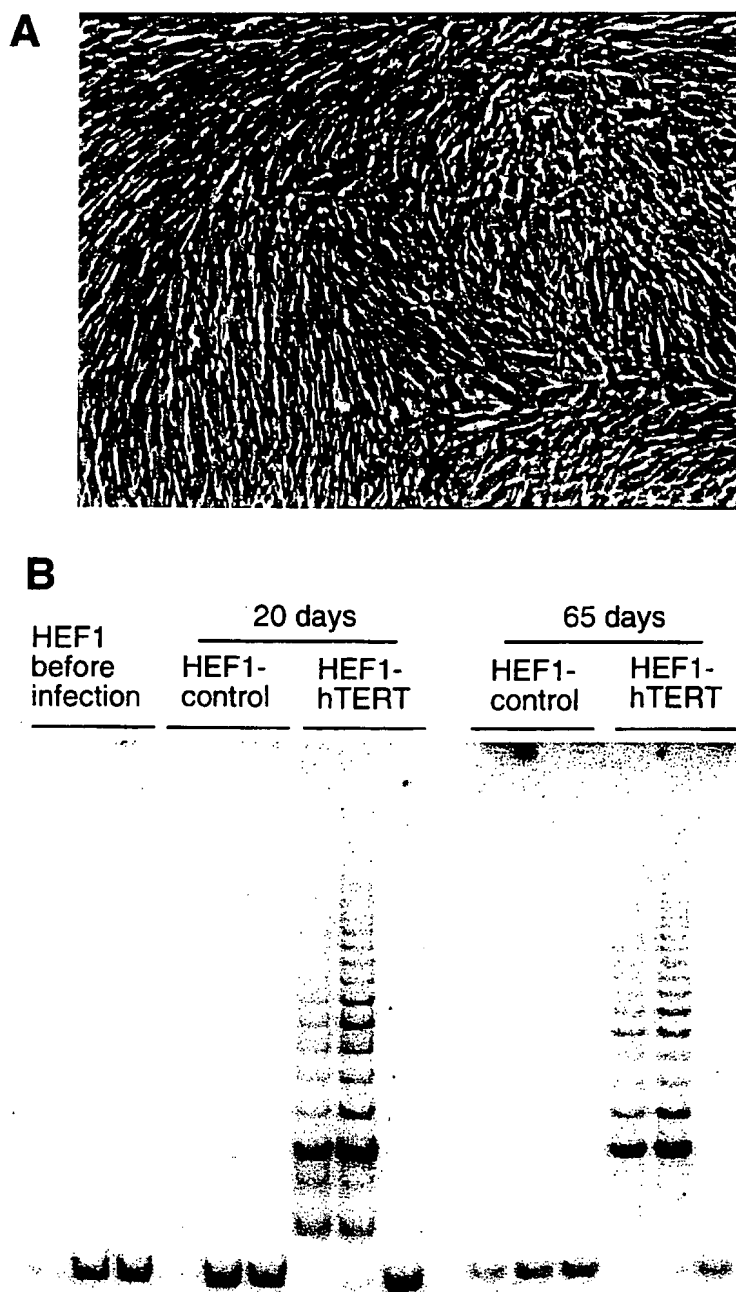 A
B
20 days
65 days
HEF1
before
infection
HEF1-
control
HEF1-
hTERT
HEF1-
control
HEF1-
hTERT